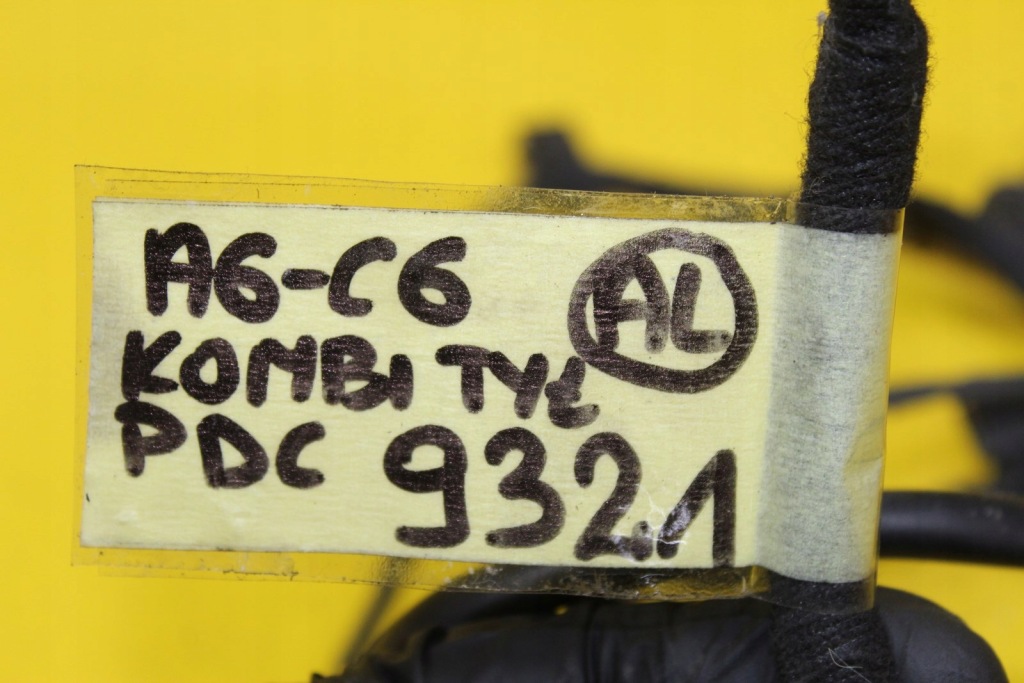 A6-C6 AL
KOMBI TYŁ
PDC 9321